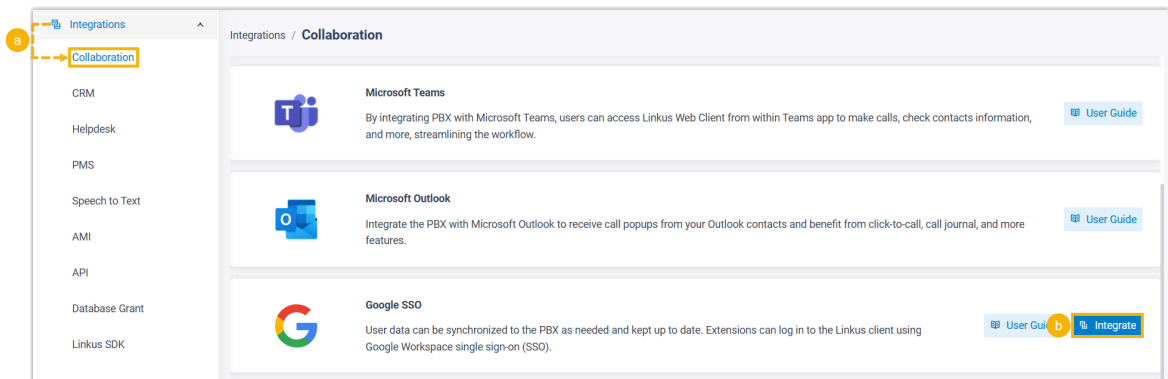 a
Integrations
Collaboration
CRM
Helpdesk
PMS
Speech to Text
AMI
API
Database Grant
Linkus SDK
Integrations / Collaboration
Microsoft Teams
By integrating PBX with Microsoft Teams, users can access Linkus Web Client from within Teams app to make calls, check contacts information,
and more, streamlining the workflow.
User Guide
Microsoft Outlook
Integrate the PBX with Microsoft Outlook to receive call popups from your Outlook contacts and benefit from click-to-call, call journal, and more
features.
User Guide
Google SSO
User data can be synchronized to the PBX as needed and kept up to date. Extensions can log in to the Linkus client using
Google Workspace single sign-on (SSO).
User Gui
b
Integrate